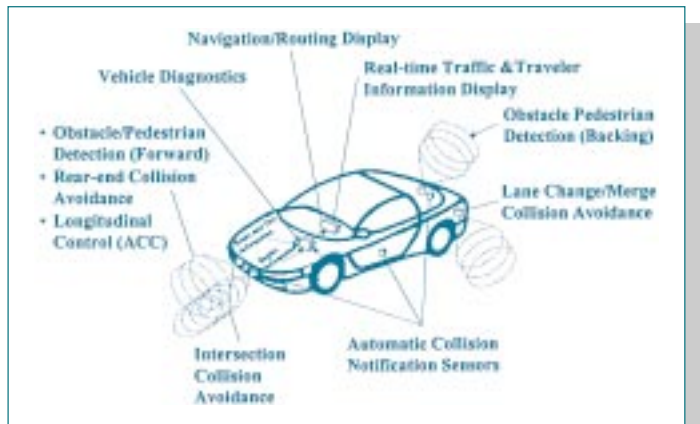 Navigation/Routing Display
Vehicle Diagnostics
Real-time Traffic &Traveler
Information Display
Obstacle Pedestrian
Detection (Backing)
• Obstacle/Pedestrian
Detection (Forward)
• Rear-end Collision
Avoidance
• Longitudinal
Control (ACC)
Lane Change/Merge
Collision Avoidance
Automatic Collision
Notification Sensors
Intersection
Collision
Avoidance